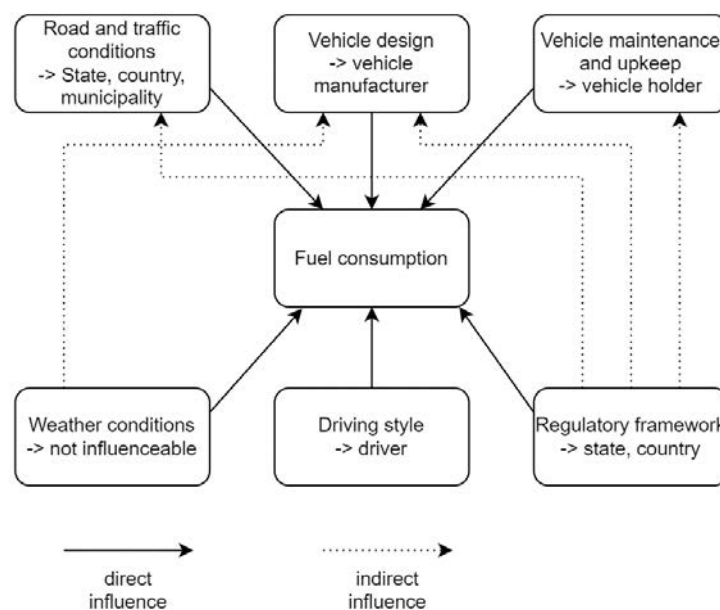 Road and traffic
conditions
-> State, country,
municipality
Vehicle design
-> vehicle
manufacturer
Vehicle maintenance
and upkeep
-> vehicle holder
Fuel consumption
Weather conditions
-> not influenceable
Driving style
-> driver
Regulatory framework
-> state, country
direct
influence
indirect
influence